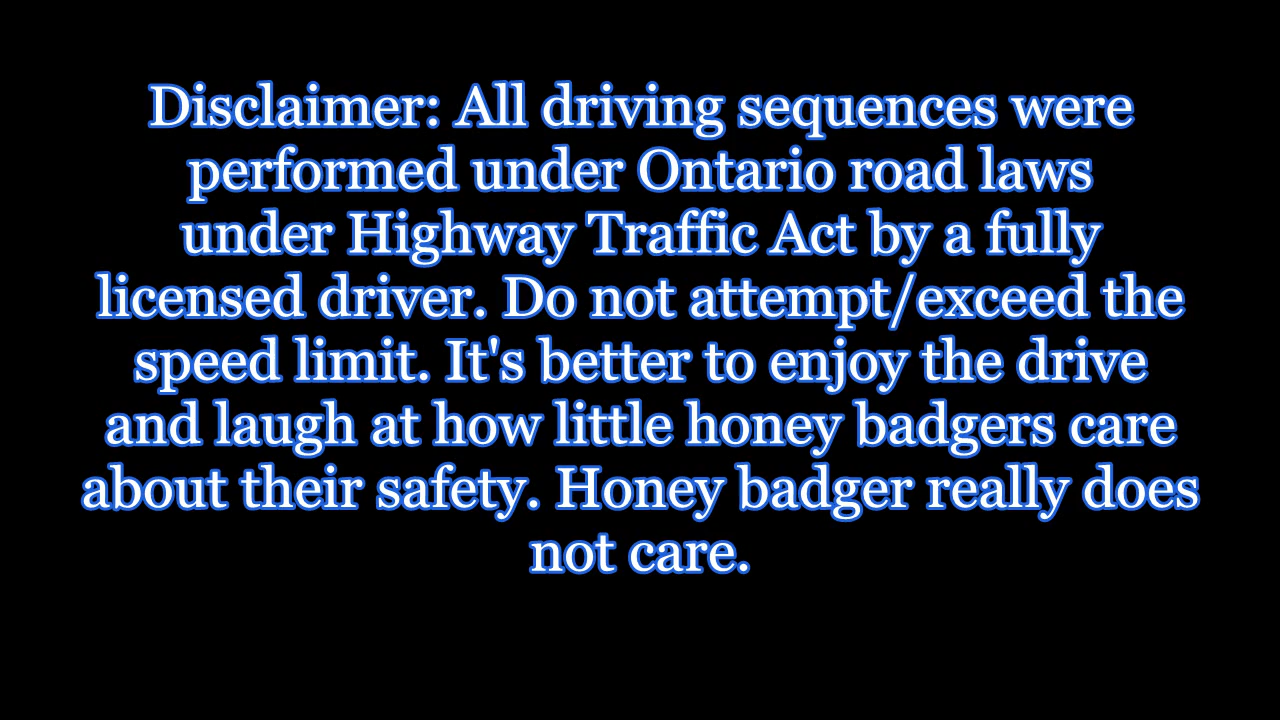 Disclaimer: All driving sequences were
performed under Ontario road laws
under Highway Traffic Act by a fully
licensed driver. Do not attempt/exceed the
speed limit. It's better to enjoy the drive
and laugh at how little honey badgers care
about their safety. Honey badger really does
not care.